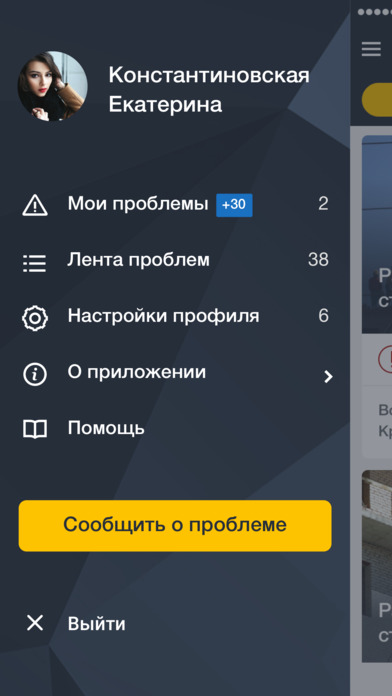 Константиновская
Екатерина
Мои проблемы +30 2
Лента проблем 38
Настройки профиля 6
О приложении
Помощь
Сообщить о проблеме
Выйти